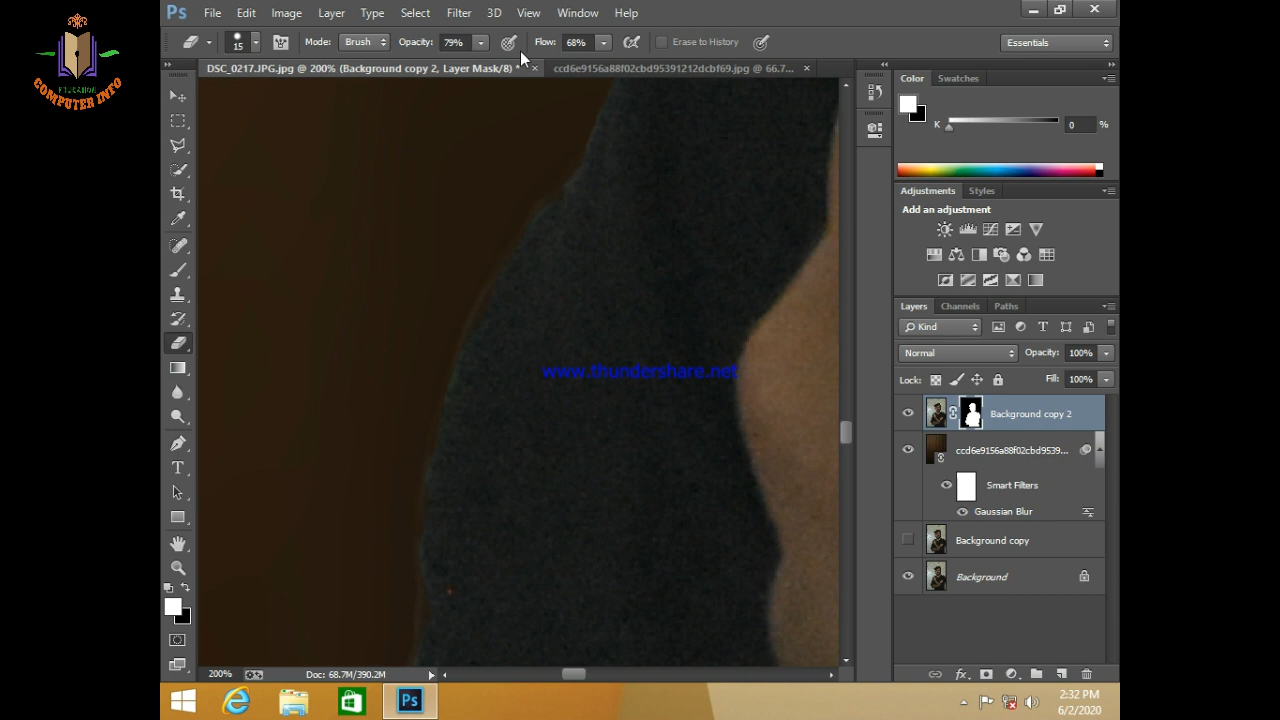 Ps File Edit Image Layer Type Select Filter 3D View Window Help
15 Mode: Brush Opacity: 79% Flow: 68% Erase to History Essentials
DSC_0217.JPG.jpg @ 200% (Background copy 2, Layer Mask/8) * ccd6e9156a88f02cbd95391212dcbf69.jpg @ 66.7...
EDUCATION
COMPUTER INFO
Color Swatches
K 0 %
Adjustments Styles
Add an adjustment
Layers Channels Paths
Kind
Normal Opacity: 100%
Lock: Fill: 100%
Background copy 2
ccd6e9156a88f02cbd9539...
Smart Filters
Gaussian Blur
Background copy
Background
www.thundershare.net
200% Doc: 68.7M/390.2M
Ps
2:32 PM
6/2/2020